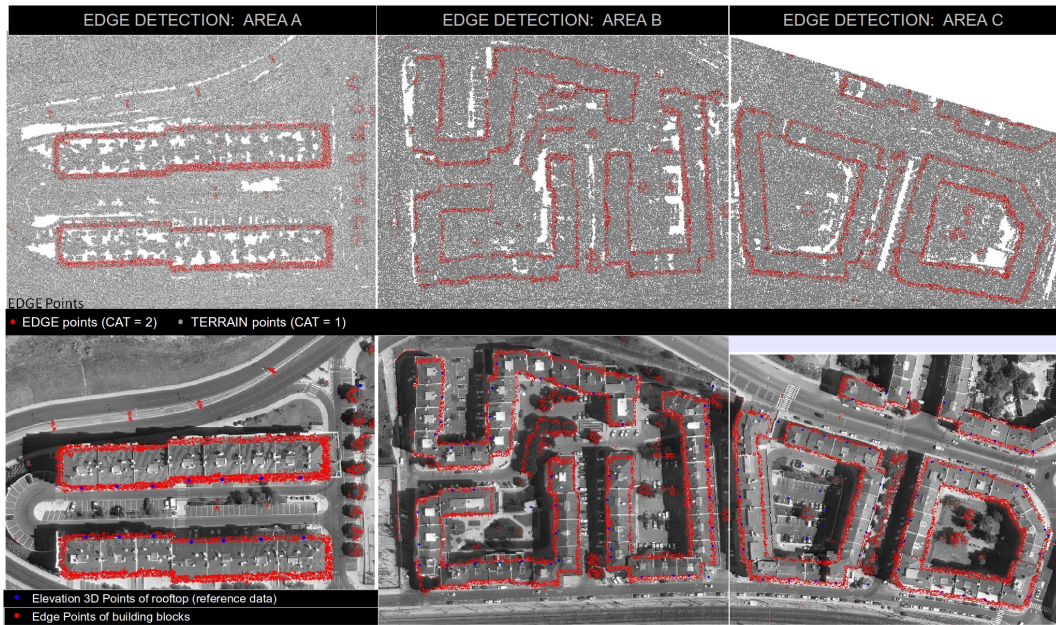 EDGE DETECTION: AREA A
EDGE DETECTION: AREA B
EDGE DETECTION: AREA C
EDGE Points
EDGE points (CAT = 2)
TERRAIN points (CAT = 1)
Elevation 3D Points of rooftop (reference data)
Edge Points of building blocks